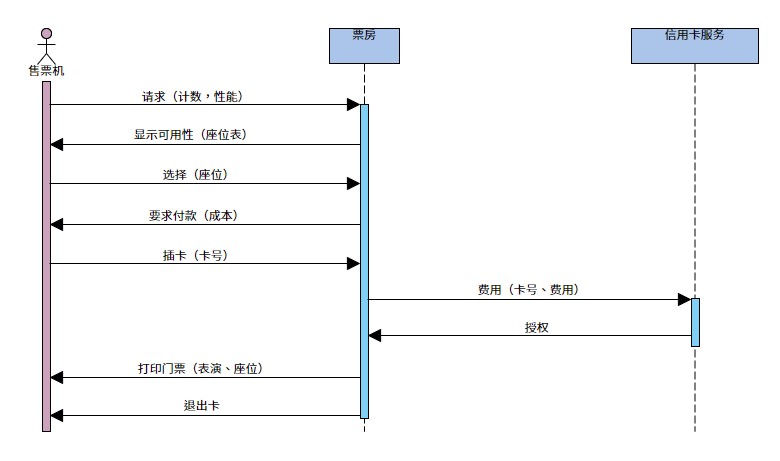 票房
信用卡服务
售票机
请求（计数，性能）
显示可用性（座位表）
选择（座位）
要求付款（成本）
插卡（卡号）
费用（卡号、费用）
授权
打印门票（表演、座位）
退出卡